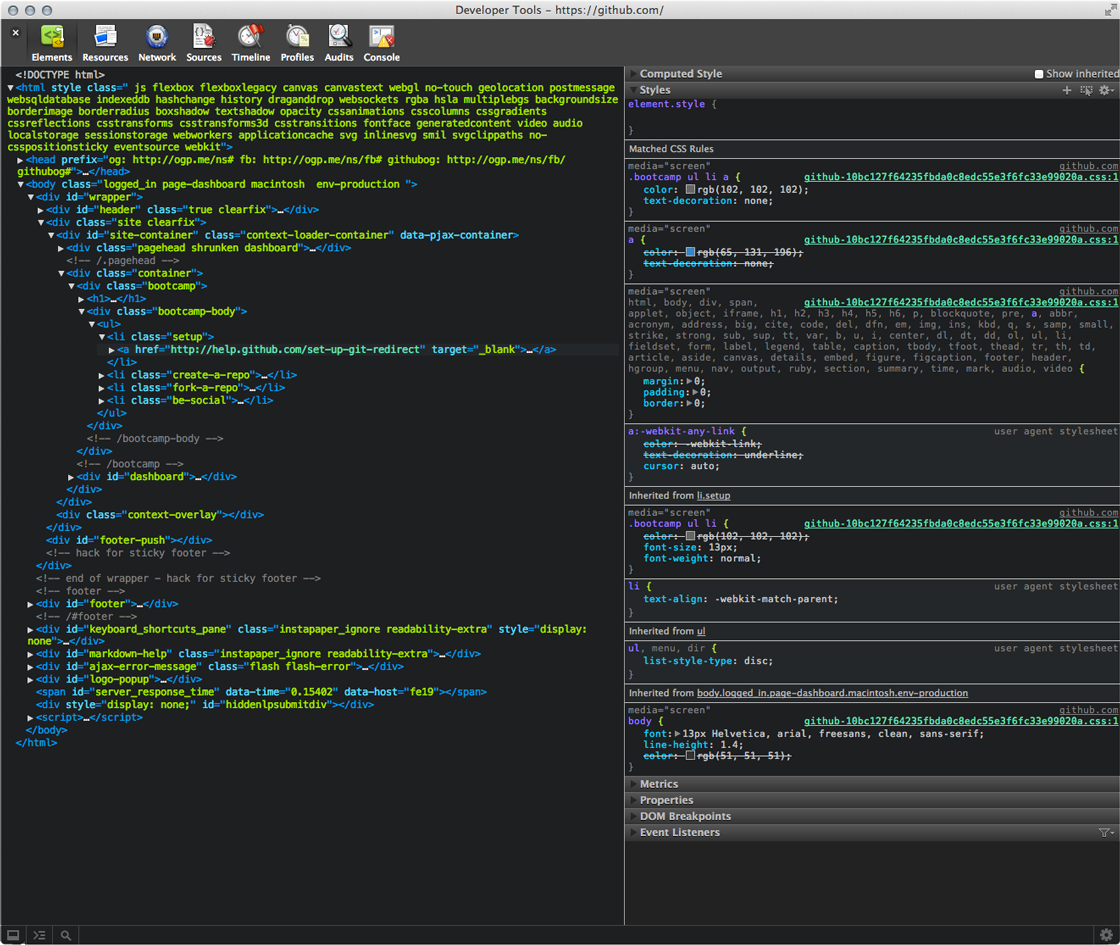 Developer Tools - https://github.com/
Elements Resources Network Sources Timeline Profiles Audits Console
<!DOCTYPE html>
<html style class=" js flexbox flexboxlegacy canvas canvastext webgl no-touch geolocation postmessage
websqldatabase indexeddb hashchange history draganddrop websockets rgba hsla multiplebgs backgroundsize
borderimage borderradius boxshadow textshadow opacity cssanimations csscolumns cssgradients
cssreflections csstransforms csstransforms3d csstransitions fontface generatedcontent video audio
localstorage sessionstorage webworkers applicationcache svg inlinesvg smil svgclippaths no-
csspositionsticky eventsource webkit">
<head prefix="og: http://ogp.me/ns# fb: http://ogp.me/ns/fb# githubog: http://ogp.me/ns/fb/
githubog#">…</head>
<body class="logged_in page-dashboard macintosh  env-production ">
<div id="wrapper">
<div id="header" class="true clearfix">…</div>
<div class="site clearfix">
<div id="site-container" class="context-loader-container" data-pjax-container>
<div class="pagehead shrunken dashboard">…</div>
<!-- /.pagehead -->
<div class="container">
<div class="bootcamp">
<h1>…</h1>
<div class="bootcamp-body">
<ul>
<li class="setup">
<a href="http://help.github.com/set-up-git-redirect" target="_blank">…</a>
</li>
<li class="create-a-repo">…</li>
<li class="fork-a-repo">…</li>
<li class="be-social">…</li>
</ul>
</div>
<!-- /bootcamp-body -->
</div>
<!-- /bootcamp -->
<div id="dashboard">…</div>
</div>
</div>
<div class="context-overlay"></div>
</div>
<div id="footer-push"></div>
<!-- hack for sticky footer -->
</div>
<!-- end of wrapper - hack for sticky footer -->
<!-- footer -->
<div id="footer">…</div>
<!-- /#footer -->
<div id="keyboard_shortcuts_pane" class="instapaper_ignore readability-extra" style="display:
none">…</div>
<div id="markdown-help" class="instapaper_ignore readability-extra">…</div>
<div id="ajax-error-message" class="flash flash-error">…</div>
<div id="logo-popup">…</div>
<span id="server_response_time" data-time="0.15402" data-host="fe19"></span>
<div style="display: none;" id="hiddenlpsubmitdiv"></div>
<script>…</script>
</body>
</html>
Computed Style Show inherited
Styles
element.style {
}
Matched CSS Rules
media="screen" github.com
.bootcamp ul li a { github-10bc127f64235fbda0c8edc55e3f6fc33e99020a.css:1
color: rgb(102, 102, 102);
text-decoration: none;
}
media="screen" github.com
a { github-10bc127f64235fbda0c8edc55e3f6fc33e99020a.css:1
color: rgb(65, 131, 196);
text-decoration: none;
}
media="screen" github.com
html, body, div, span, github-10bc127f64235fbda0c8edc55e3f6fc33e99020a.css:1
applet, object, iframe, h1, h2, h3, h4, h5, h6, p, blockquote, pre, a, abbr,
acronym, address, big, cite, code, del, dfn, em, img, ins, kbd, q, s, samp, small,
strike, strong, sub, sup, tt, var, b, u, i, center, dl, dt, dd, ol, ul, li,
fieldset, form, label, legend, table, caption, tbody, tfoot, thead, tr, th, td,
article, aside, canvas, details, embed, figure, figcaption, footer, header,
hgroup, menu, nav, output, ruby, section, summary, time, mark, audio, video {
margin: 0;
padding: 0;
border: 0;
}
a:-webkit-any-link { user agent stylesheet
color: -webkit-link;
text-decoration: underline;
cursor: auto;
}
Inherited from li.setup
media="screen" github.com
.bootcamp ul li { github-10bc127f64235fbda0c8edc55e3f6fc33e99020a.css:1
color: rgb(102, 102, 102);
font-size: 13px;
font-weight: normal;
}
li { user agent stylesheet
text-align: -webkit-match-parent;
}
Inherited from ul
ul, menu, dir { user agent stylesheet
list-style-type: disc;
}
Inherited from body.logged_in.page-dashboard.macintosh.env-production
media="screen" github.com
body { github-10bc127f64235fbda0c8edc55e3f6fc33e99020a.css:1
font: 13px Helvetica, arial, freesans, clean, sans-serif;
line-height: 1.4;
color: rgb(51, 51, 51);
}
Metrics
Properties
DOM Breakpoints
Event Listeners